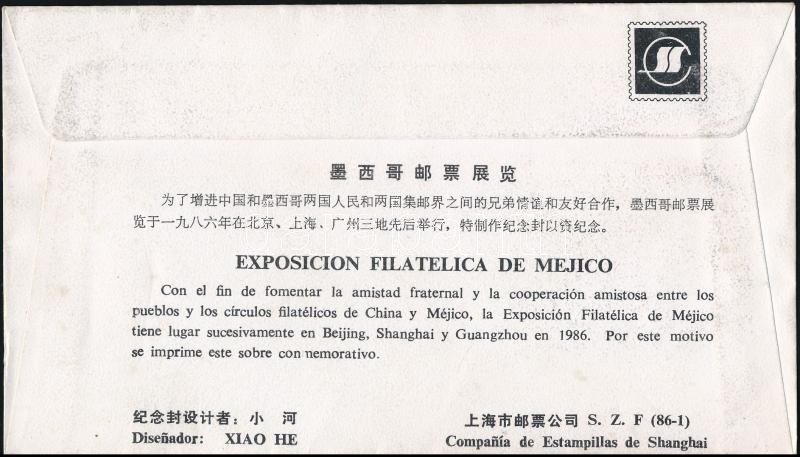 墨西哥邮票展览
为了增进中国和墨西哥两国人民和两国集邮界之间的兄弟情谊和友好合作，墨西哥邮票展
览于一九八六年在北京、上海、广州三地先后举行，特制作纪念封以资纪念。
EXPOSICION FILATELICA DE MEJICO
Con el fin de fomentar la amistad fraternal y la cooperación amistosa entre los
pueblos y los círculos filatélicos de China y Méjico, la Exposición Filatélica de Méjico
tiene lugar sucesivamente en Beijing, Shanghai y Guangzhou en 1986. Por este motivo
se imprime este sobre con nemorativo.
纪念封设计者：小 河
Diseñador: XIAO HE
上海市邮票公司 S. Z. F (86-1)
Compañía de Estampillas de Shanghai